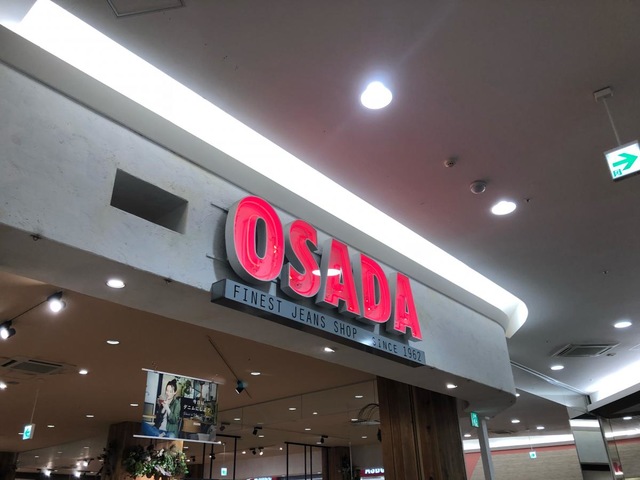 OSADA
FINEST JEANS SHOP SINCE 1962